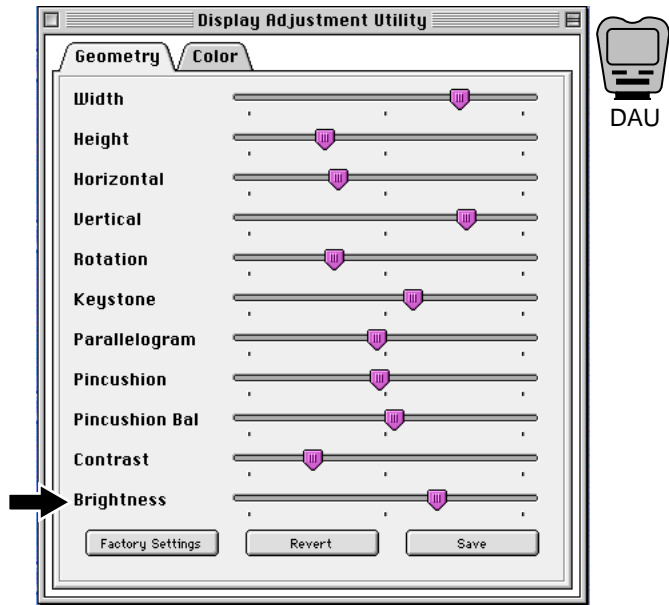 Display Adjustment Utility
Geometry Color
Width
Height
Horizontal
Vertical
Rotation
Keystone
Parallelogram
Pincushion
Pincushion Bal
Contrast
Brightness
Factory Settings Revert Save
DAU